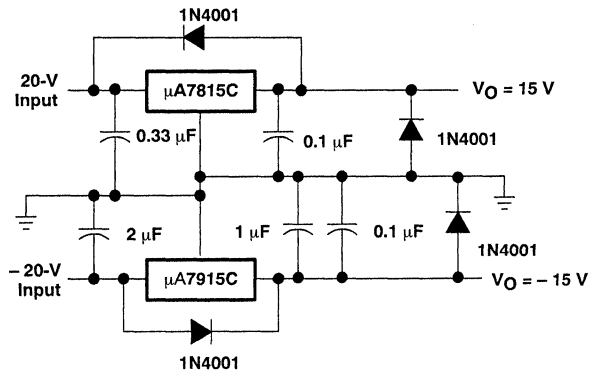 1N4001
20-V
Input
μA7815C
VO = 15 V
0.33 μF
0.1 μF
1N4001
2 μF
1 μF
0.1 μF
1N4001
– 20-V
Input
μA7915C
VO = – 15 V
1N4001